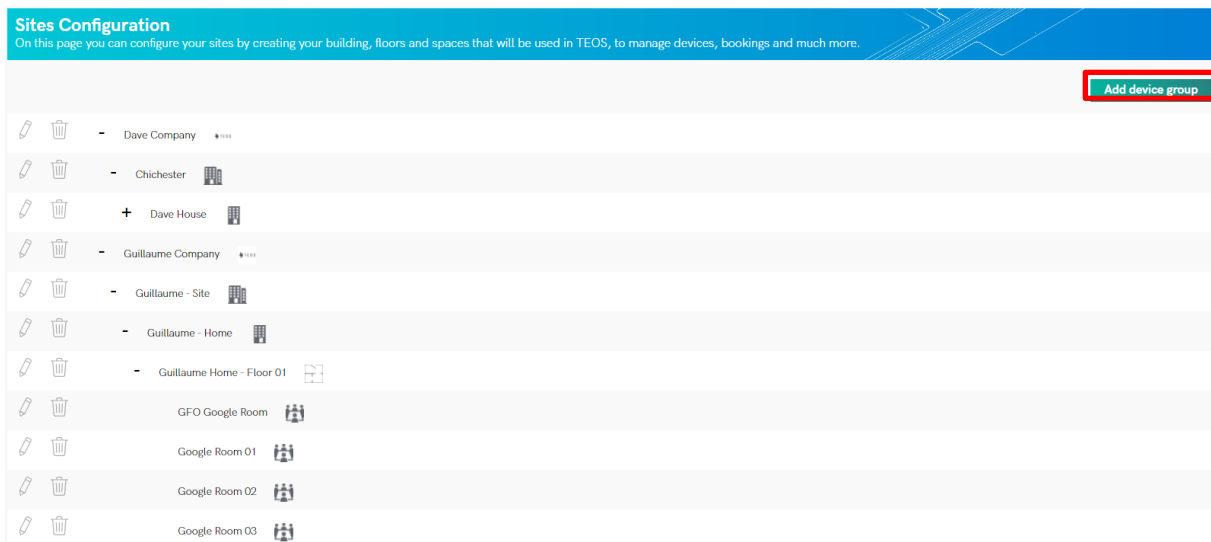 Sites Configuration
On this page you can configure your sites by creating your building, floors and spaces that will be used in TEOS, to manage devices, bookings and much more.
Add device group
- Dave Company
- Chichester
+ Dave House
- Guillaume Company
- Guillaume - Site
- Guillaume - Home
- Guillaume Home - Floor 01
GFO Google Room
Google Room 01
Google Room 02
Google Room 03